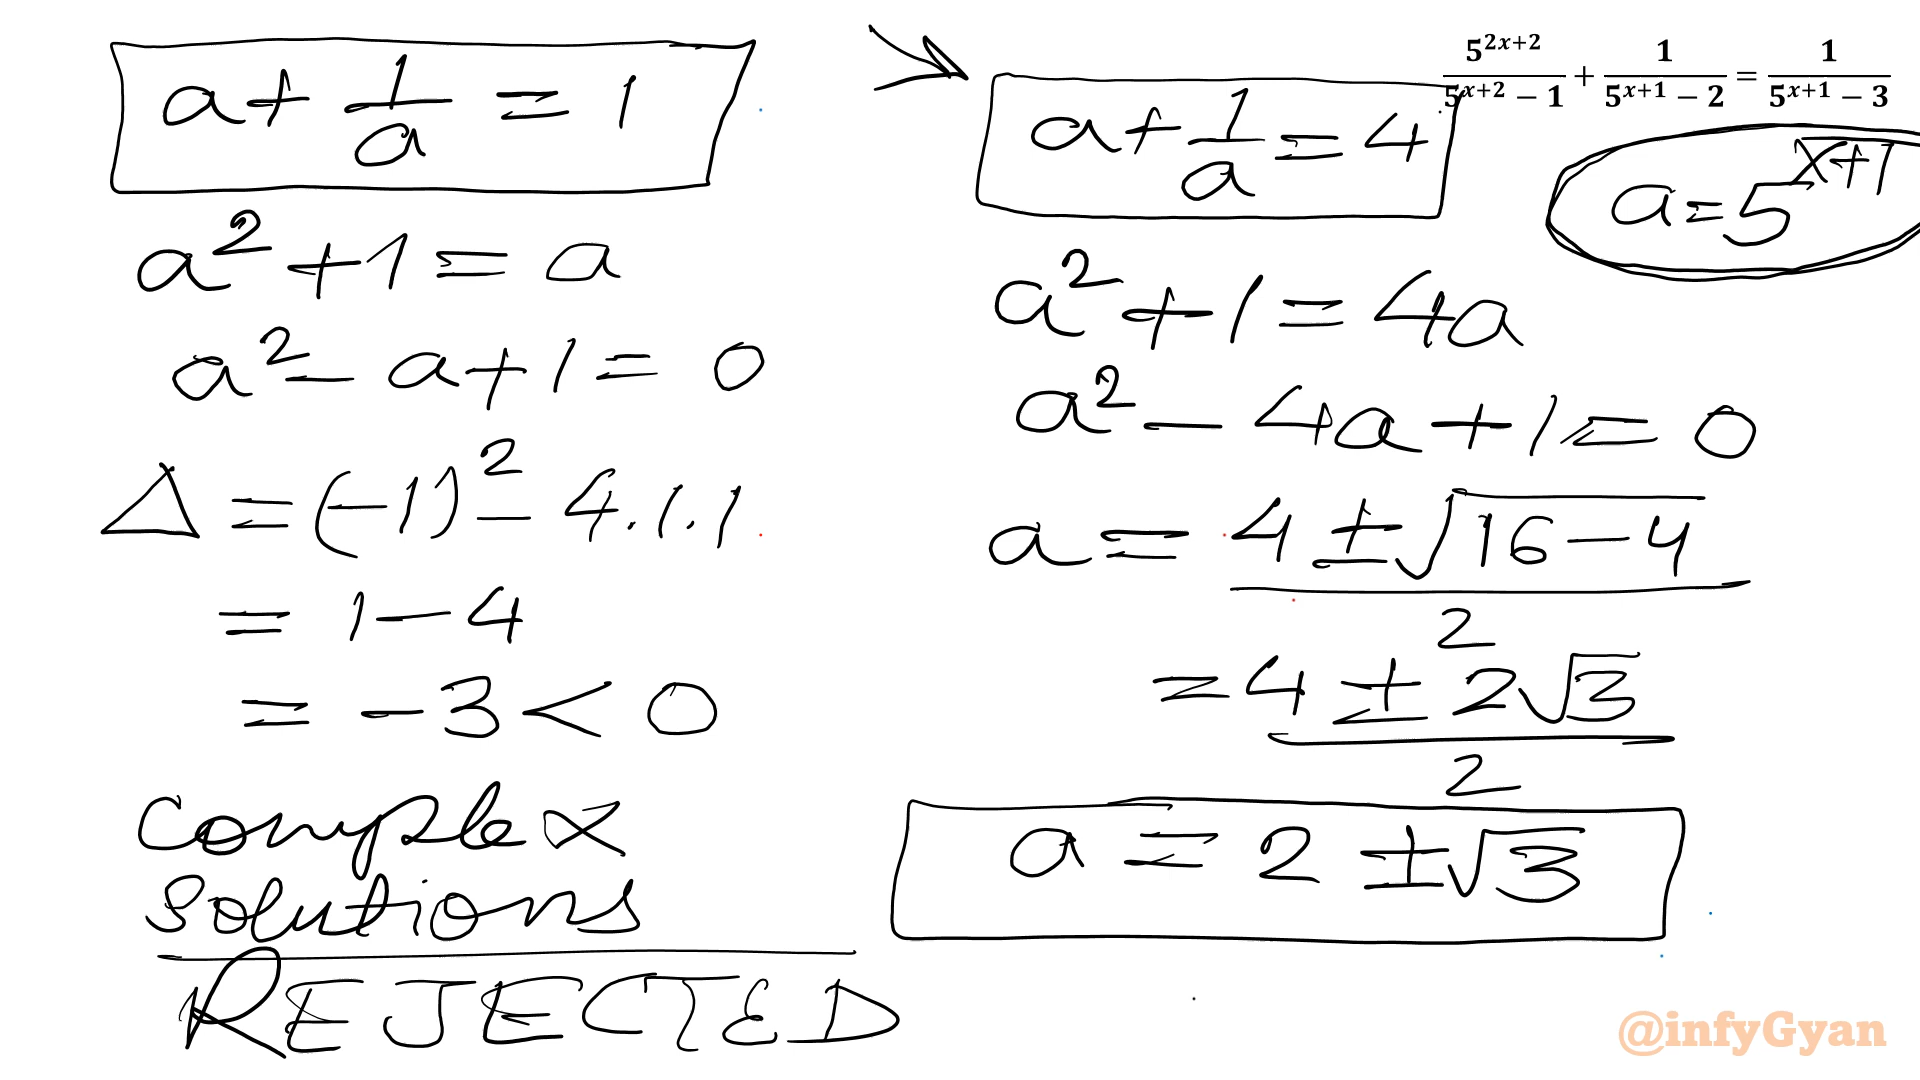 a + 1/a = 1
a² + 1 = a
a² - a + 1 = 0
Δ = (-1)² - 4.1.1
= 1 - 4
= -3 < 0
complex
solutions
REJECTED
a + 1/a = 4
a² + 1 = 4a
a² - 4a + 1 = 0
a = (4 ± √(16 - 4))/2
= (4 ± 2√3)/2
a = 2 ± √3
5^(2x+2)/(5^(x+2) − 1) + 1/(5^(x+1) − 2) = 1/(5^(x+1) − 3)
a = 5^(x+1)
@infyGyan